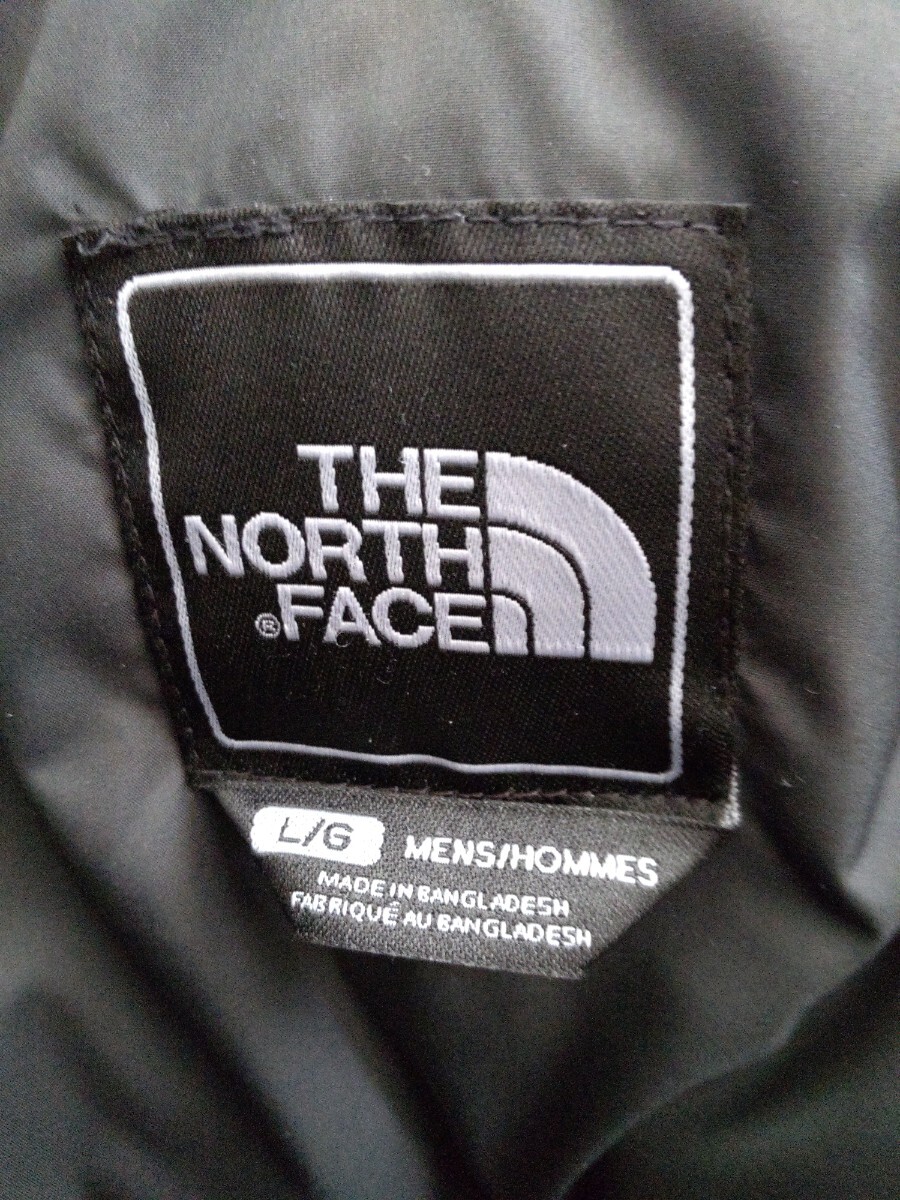 THE
NORTH
®FACE
L/G MENS/HOMMES
MADE IN BANGLADESH
FABRIQUÉ AU BANGLADESH